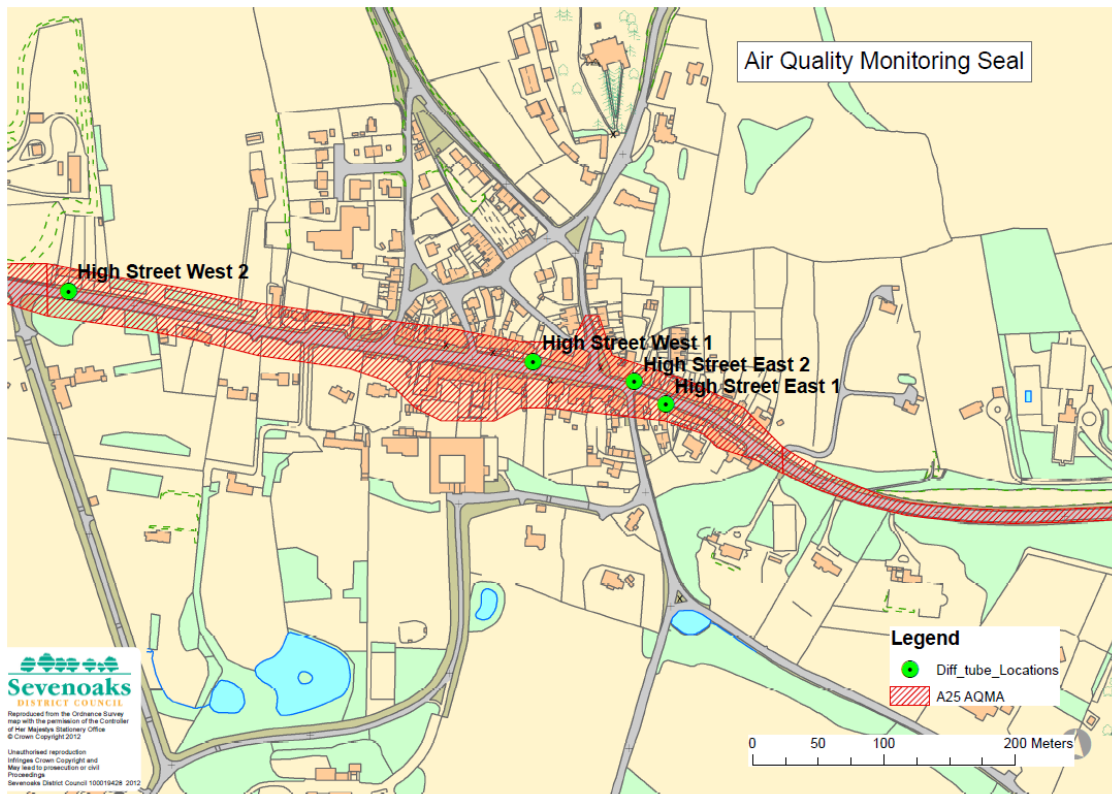 Air Quality Monitoring Seal
High Street West 2
High Street West 1
High Street East 2
High Street East 1
Legend
Diff_tube_Locations
A25 AQMA
0 50 100 200 Meters
Sevenoaks
DISTRICT COUNCIL
Reproduced from the Ordnance Survey
map with the permission of the Controller
of Her Majestys Stationery Office
© Crown Copyright 2012
Unauthorised reproduction
Infringes Crown Copyright and
May lead to prosecution or civil
Proceedings
Sevenoaks District Council 100019428 2012